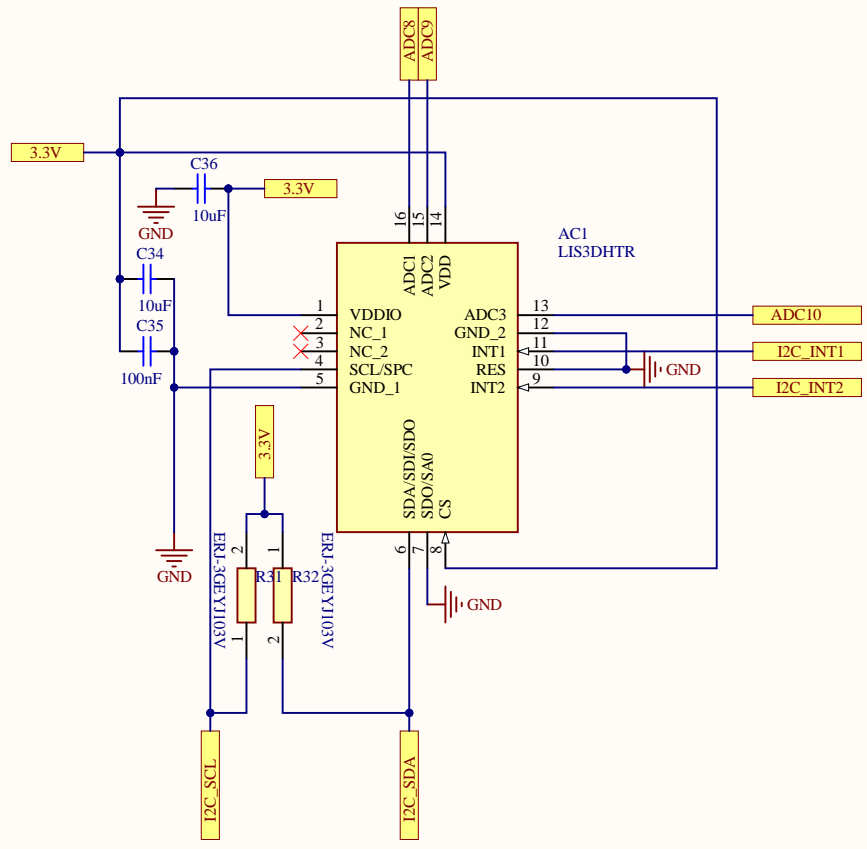 ADC8
ADC9
3.3V
C36
3.3V
10uF
GND
16
15
14
AC1
LIS3DHTR
C34
10uF
C35
100nF
ADC1
ADC2
VDD
1
VDDIO
2
NC_1
3
NC_2
4
SCL/SPC
5
GND_1
ADC3
13
ADC10
GND_2
12
INT1
11
I2C_INT1
RES
10
GND
INT2
9
I2C_INT2
3.3V
SDA/SDI/SDO
SDO/SA0
CS
6
7
8
GND
ERJ-3GEYJ103V
2
R31
1
1
R32
2
ERJ-3GEYJ103V
GND
I2C_SCL
I2C_SDA